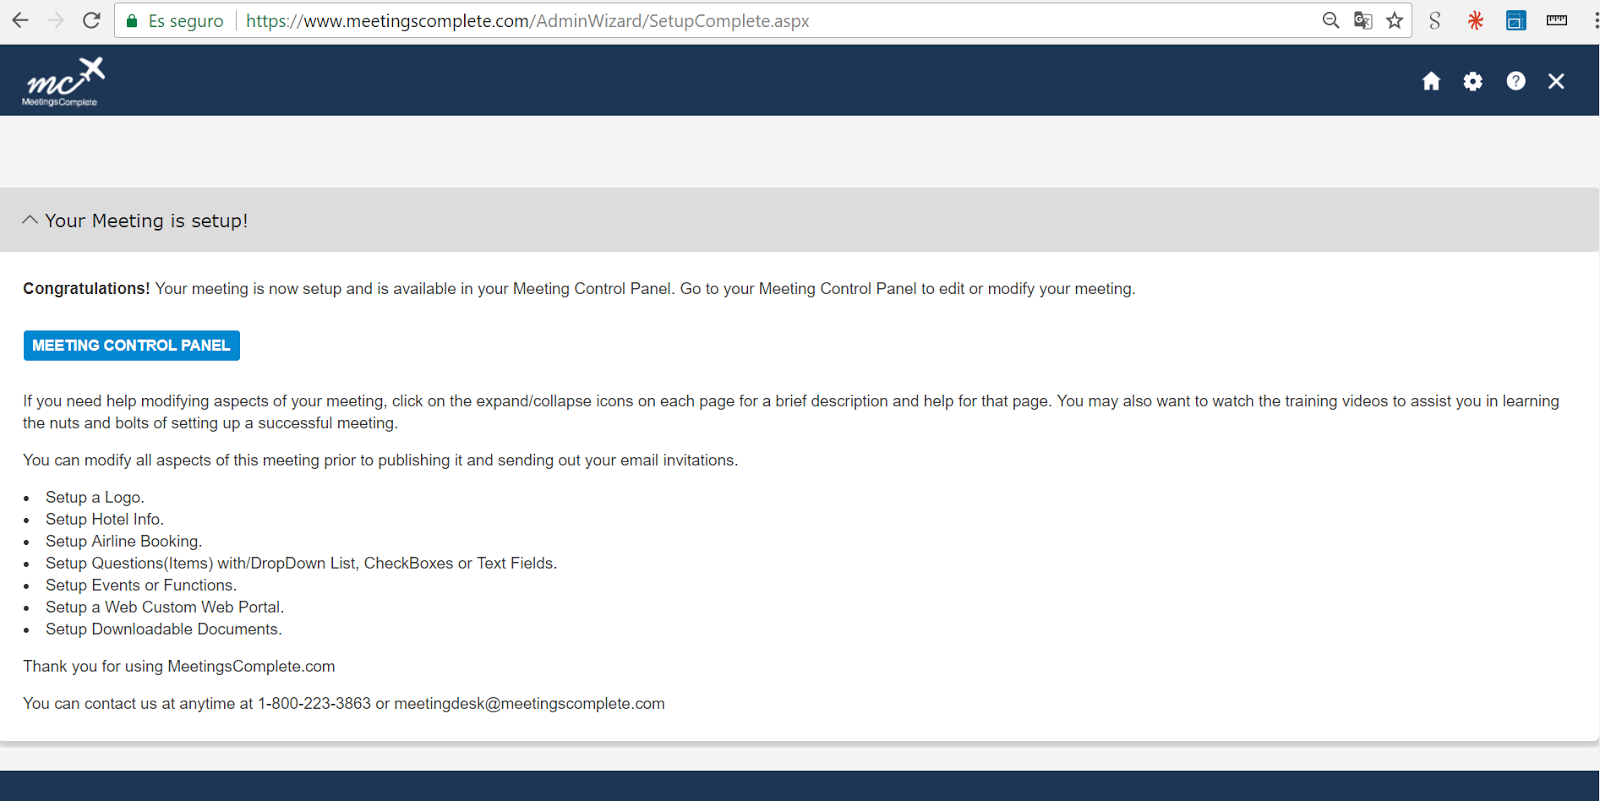 Es seguro https://www.meetingscomplete.com/AdminWizard/SetupComplete.aspx
mc
MeetingsComplete
Your Meeting is setup!
Congratulations! Your meeting is now setup and is available in your Meeting Control Panel. Go to your Meeting Control Panel to edit or modify your meeting.
MEETING CONTROL PANEL
If you need help modifying aspects of your meeting, click on the expand/collapse icons on each page for a brief description and help for that page. You may also want to watch the training videos to assist you in learning
the nuts and bolts of setting up a successful meeting.
You can modify all aspects of this meeting prior to publishing it and sending out your email invitations.
• Setup a Logo.
• Setup Hotel Info.
• Setup Airline Booking.
• Setup Questions(Items) with/DropDown List, CheckBoxes or Text Fields.
• Setup Events or Functions.
• Setup a Web Custom Web Portal.
• Setup Downloadable Documents.
Thank you for using MeetingsComplete.com
You can contact us at anytime at 1-800-223-3863 or meetingdesk@meetingscomplete.com